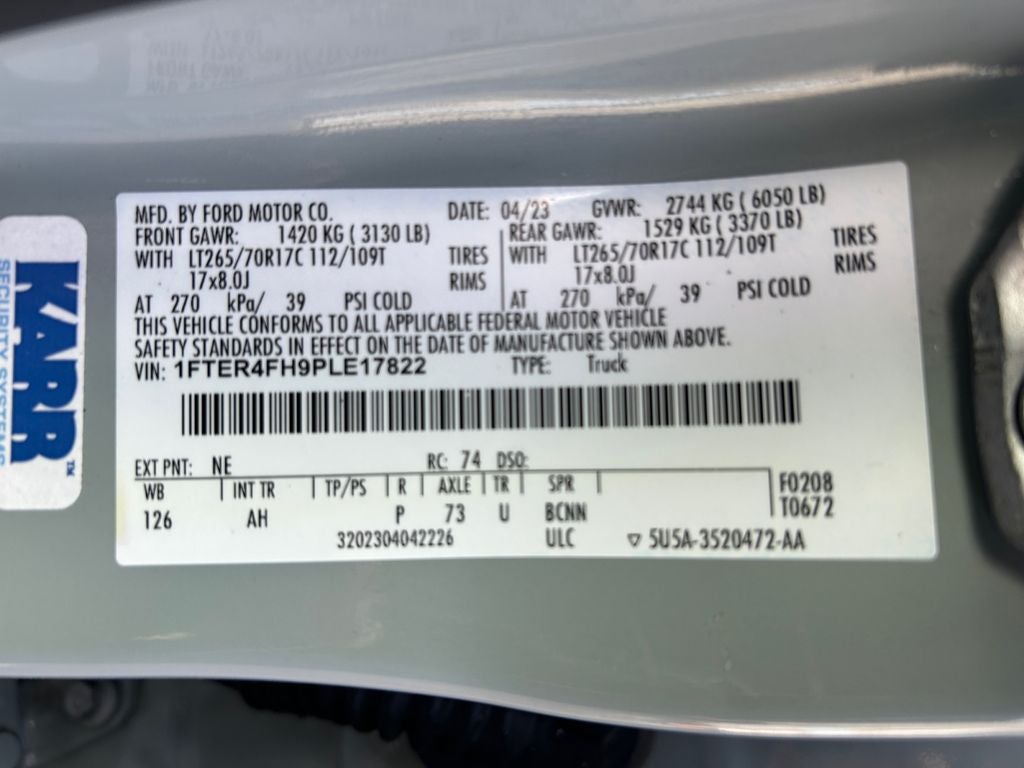 MFD. BY FORD MOTOR CO. DATE: 04/23 GVWR: 2744 KG ( 6050 LB)
FRONT GAWR: 1420 KG ( 3130 LB) REAR GAWR: 1529 KG ( 3370 LB)
WITH LT265/70R17C 112/109T TIRES WITH LT265/70R17C 112/109T TIRES
17x8.0J RIMS 17x8.0J RIMS
AT 270 kPa/ 39 PSI COLD AT 270 kPa/ 39 PSI COLD
THIS VEHICLE CONFORMS TO ALL APPLICABLE FEDERAL MOTOR VEHICLE
SAFETY STANDARDS IN EFFECT ON THE DATE OF MANUFACTURE SHOWN ABOVE.
VIN: 1FTER4FH9PLE17822 TYPE: Truck
EXT PNT: NE RC: 74 DSO:
WB INT TR TP/PS R AXLE TR SPR F0208
126 AH P 73 U BCNN T0672
3202304042226 ULC ▽ 5U5A-3520472-AA
KARR™
SECURITY SYSTEMS